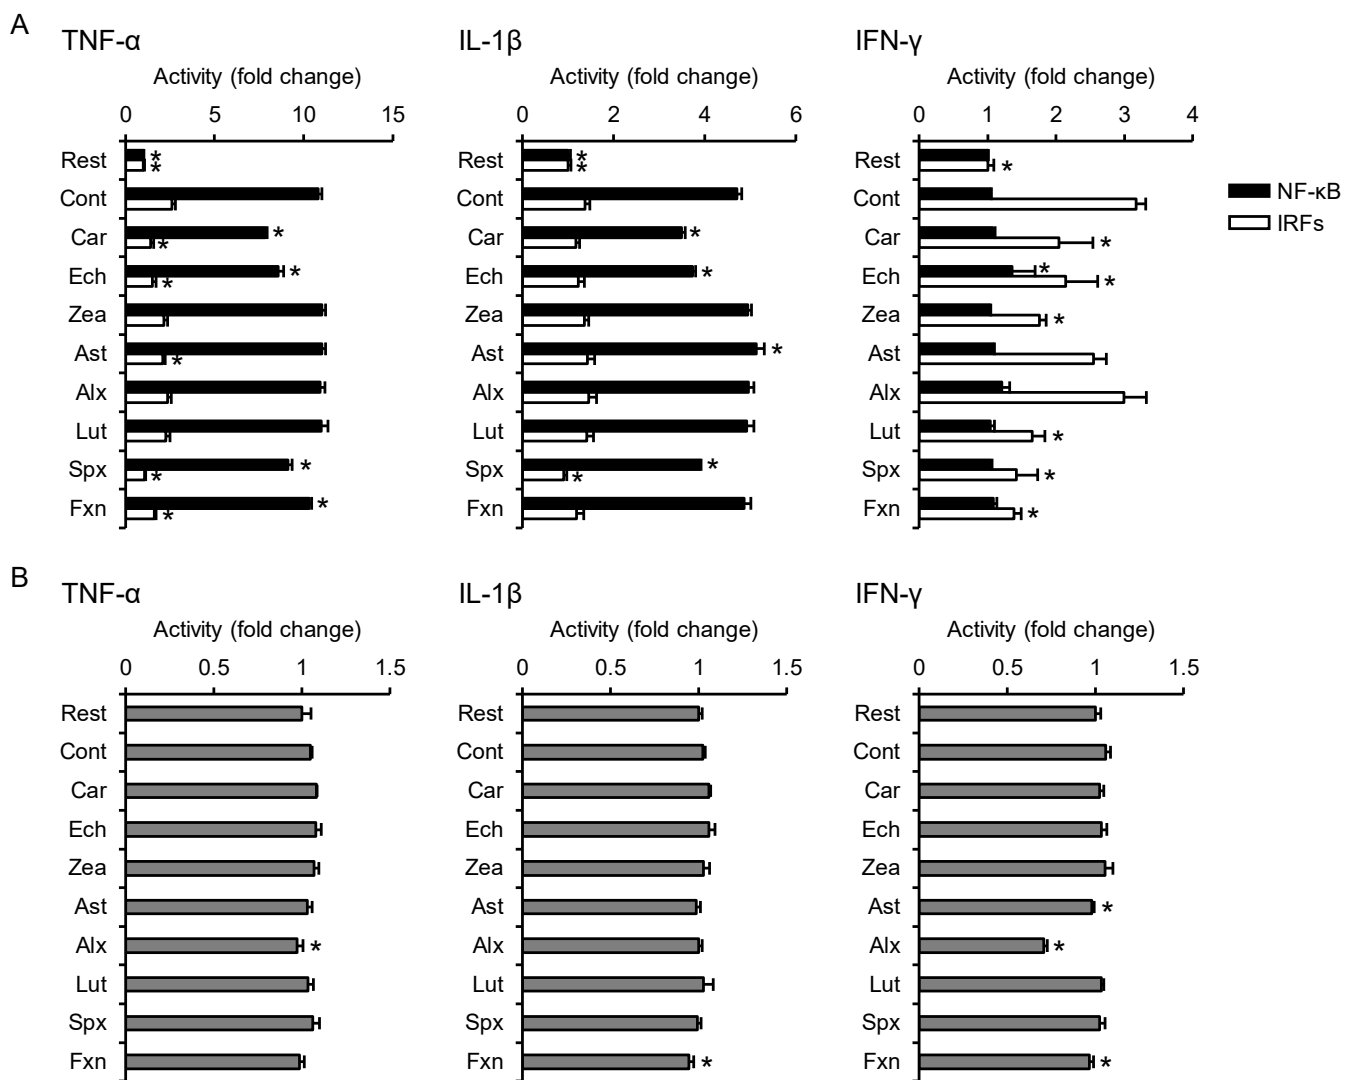 A
TNF-α
IL-1β
IFN-γ
Activity (fold change)
Activity (fold change)
Activity (fold change)
0 5 10 15
0 2 4 6
0 1 2 3 4
Rest * *
Rest * *
Rest *
Cont
Cont
Cont
NF-κB
IRFs
Car * *
Car *
Car *
Ech * *
Ech *
Ech * *
Zea
Zea
Zea *
Ast *
Ast *
Ast
Alx
Alx
Alx
Lut
Lut
Lut *
Spx * *
Spx * *
Spx *
Fxn * *
Fxn
Fxn *
B
TNF-α
IL-1β
IFN-γ
Activity (fold change)
Activity (fold change)
Activity (fold change)
0 0.5 1 1.5
0 0.5 1 1.5
0 0.5 1 1.5
Rest
Rest
Rest
Cont
Cont
Cont
Car
Car
Car
Ech
Ech
Ech
Zea
Zea
Zea
Ast
Ast
Ast *
Alx *
Alx
Alx *
Lut
Lut
Lut
Spx
Spx
Spx
Fxn
Fxn *
Fxn *